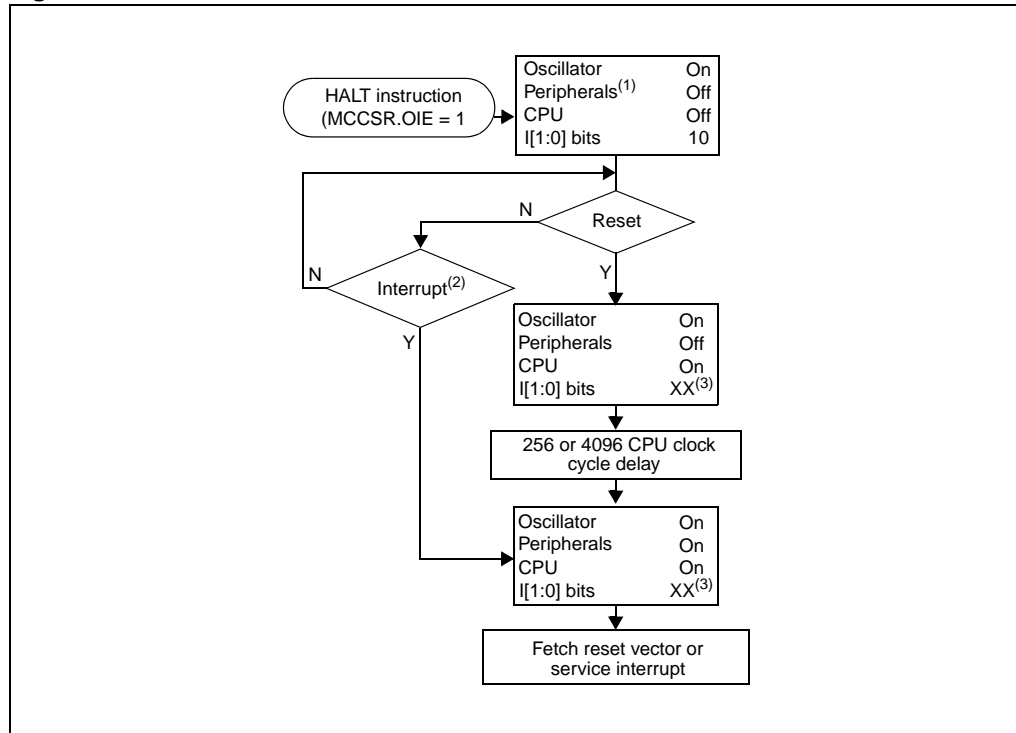 HALT instruction
(MCCSR.OIE = 1
Oscillator On
Peripherals(1) Off
CPU Off
I[1:0] bits 10
N
Reset
Y
N
Interrupt(2)
Y
Oscillator On
Peripherals Off
CPU On
I[1:0] bits XX(3)
256 or 4096 CPU clock
cycle delay
Oscillator On
Peripherals On
CPU On
I[1:0] bits XX(3)
Fetch reset vector or
service interrupt